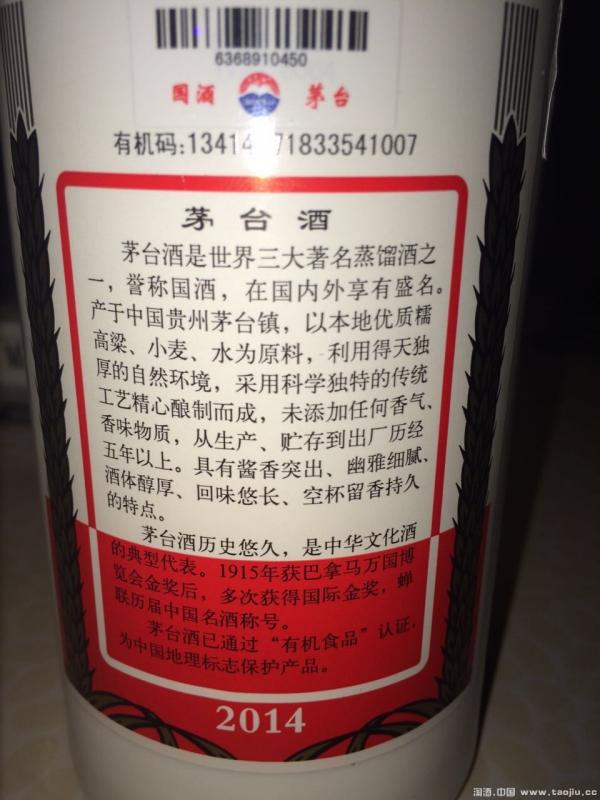 6368910450
国酒 茅台
有机码:1341 71833541007
茅台酒
茅台酒是世界三大著名蒸馏酒之
一，誉称国酒，在国内外享有盛名。
产于中国贵州茅台镇，以本地优质糯
高粱、小麦、水为原料，利用得天独
厚的自然环境，采用科学独特的传统
工艺精心酿制而成，未添加任何香气、
香味物质，从生产、贮存到出厂历经
五年以上。具有酱香突出、幽雅细腻、
酒体醇厚、回味悠长、空杯留香持久
的特点。
茅台酒历史悠久，是中华文化酒
的典型代表。1915年获巴拿马万国博
览会金奖后，多次获得国际金奖，蝉
联历届中国名酒称号。
茅台酒已通过“有机食品”认证，
为中国地理标志保护产品。
2014
淘酒.中国 www.taojiu.cc